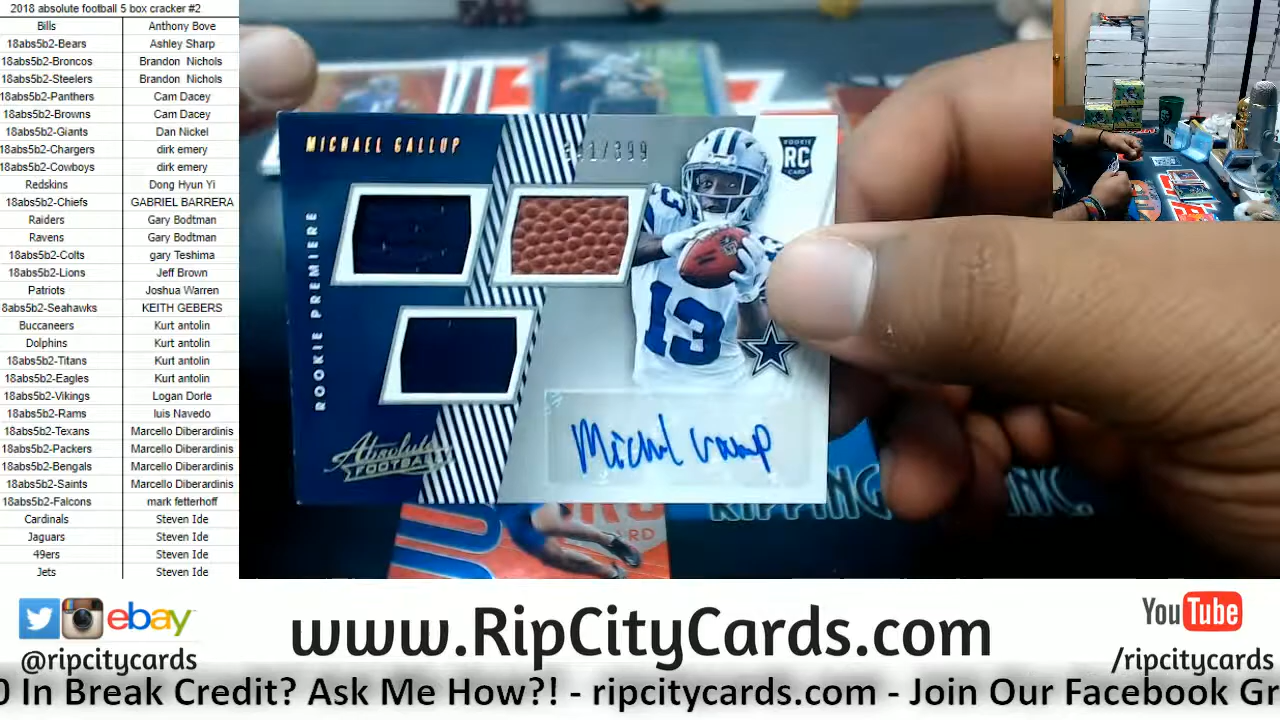 2018 absolute football 5 box cracker #2
Bills Anthony Bove
18abs5b2-Bears Ashley Sharp
18abs5b2-Broncos Brandon Nichols
18abs5b2-Steelers Brandon Nichols
18abs5b2-Panthers Cam Dacey
18abs5b2-Browns Cam Dacey
18abs5b2-Giants Dan Nickel
18abs5b2-Chargers dirk emery
18abs5b2-Cowboys dirk emery
Redskins Dong Hyun Yi
18abs5b2-Chiefs GABRIEL BARRERA
Raiders Gary Bodtman
Ravens Gary Bodtman
18abs5b2-Colts gary Teshima
18abs5b2-Lions Jeff Brown
Patriots Joshua Warren
8abs5b2-Seahawks KEITH GEBERS
Buccaneers Kurt antolin
Dolphins Kurt antolin
18abs5b2-Titans Kurt antolin
18abs5b2-Eagles Kurt antolin
18abs5b2-Vikings Logan Dorle
18abs5b2-Rams luis Navedo
18abs5b2-Texans Marcello Diberardinis
18abs5b2-Packers Marcello Diberardinis
18abs5b2-Bengals Marcello Diberardinis
18abs5b2-Saints Marcello Diberardinis
18abs5b2-Falcons mark fetterhoff
Cardinals Steven Ide
Jaguars Steven Ide
49ers Steven Ide
Jets Steven Ide
MICHAEL GALLUP
/399
ROOKIE
RC
CARD
ROOKIE PREMIERE
13
Absolute
FOOTBALL
RIPPING INC.
ebay
@ripcitycards
www.RipCityCards.com
YouTube
/ripcitycards
0 In Break Credit? Ask Me How?! - ripcitycards.com - Join Our Facebook Gr